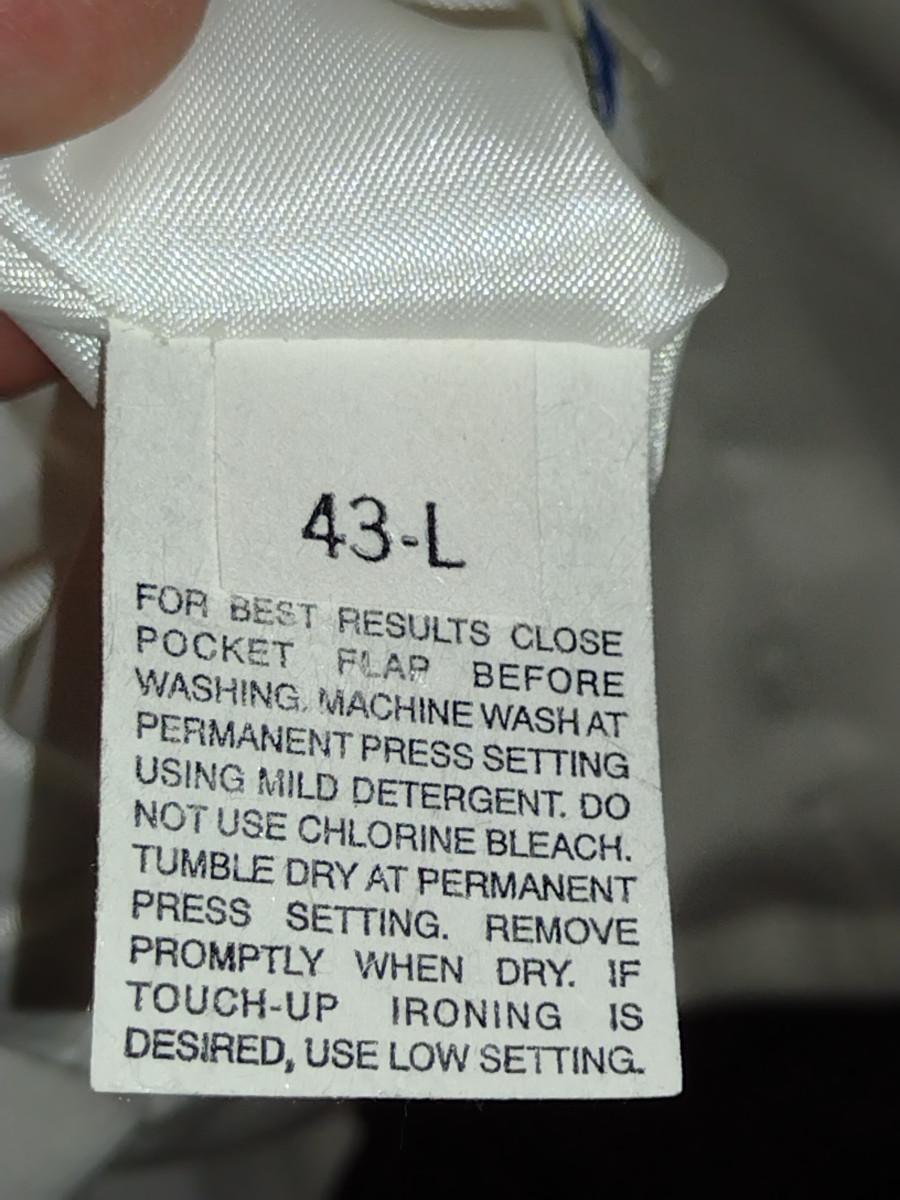 43-L
FOR BEST RESULTS CLOSE
POCKET FLAP BEFORE
WASHING. MACHINE WASH AT
PERMANENT PRESS SETTING
USING MILD DETERGENT. DO
NOT USE CHLORINE BLEACH.
TUMBLE DRY AT PERMANENT
PRESS SETTING. REMOVE
PROMPTLY WHEN DRY. IF
TOUCH-UP IRONING IS
DESIRED, USE LOW SETTING.